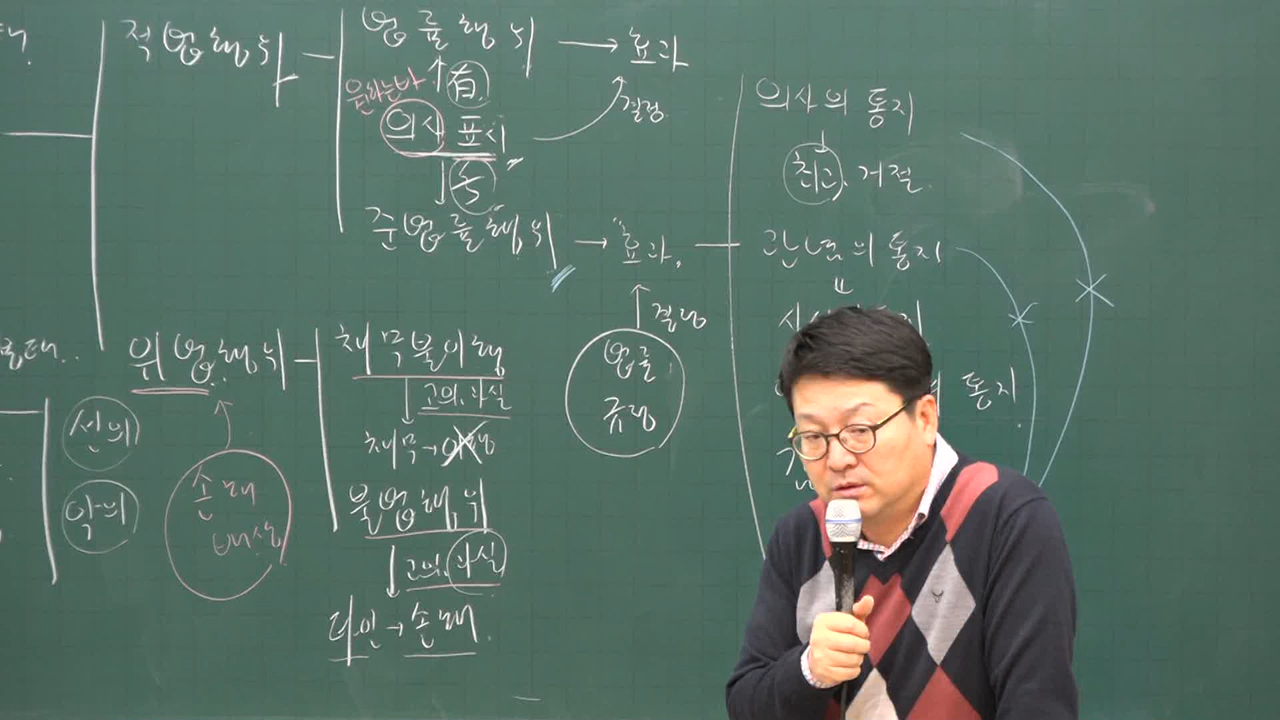 적법행위
법률행위 → 효과
원하는바 有
의사표시
결정
준법률행위 → 효과
결정
법률
규정
의사의 통지
최고, 거절
관념의 통지
통지
위법행위
선의
악의
손해
배상
채무불이행
고의, 과실
채무 → 이행
불법행위
고의, 과실
타인 → 손해